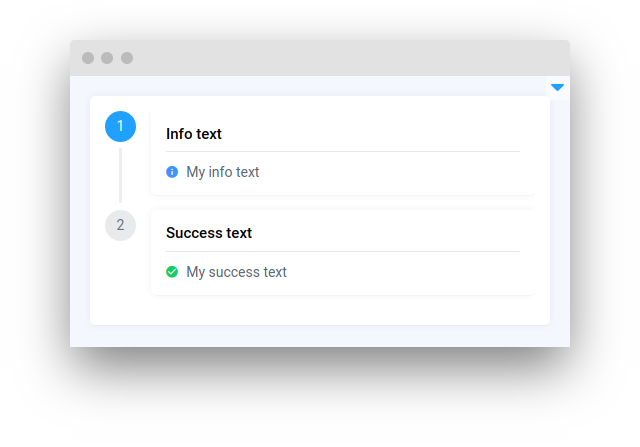 1
Info text
My info text
2
Success text
My success text